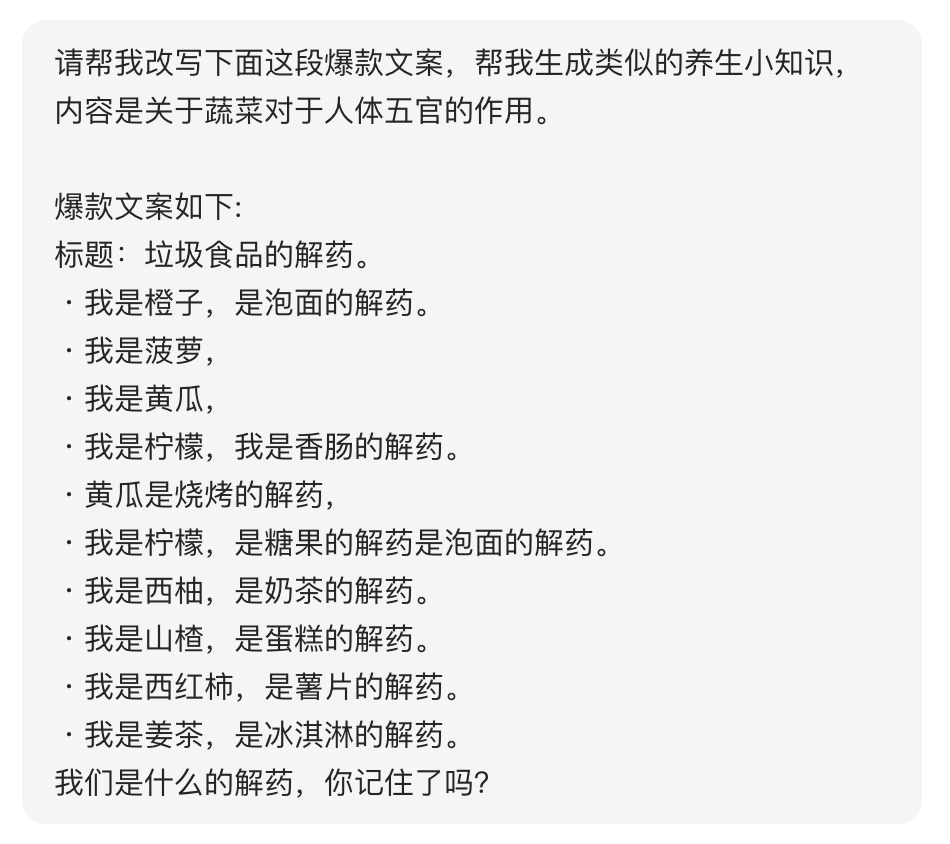 请帮我改写下面这段爆款文案，帮我生成类似的养生小知识，
内容是关于蔬菜对于人体五官的作用。
爆款文案如下:
标题：垃圾食品的解药。
·我是橙子，是泡面的解药。
·我是菠萝，
·我是黄瓜，
·我是柠檬，我是香肠的解药。
·黄瓜是烧烤的解药，
·我是柠檬，是糖果的解药是泡面的解药。
·我是西柚，是奶茶的解药。
·我是山楂，是蛋糕的解药。
·我是西红柿，是薯片的解药。
·我是姜茶，是冰淇淋的解药。
我们是什么的解药，你记住了吗?